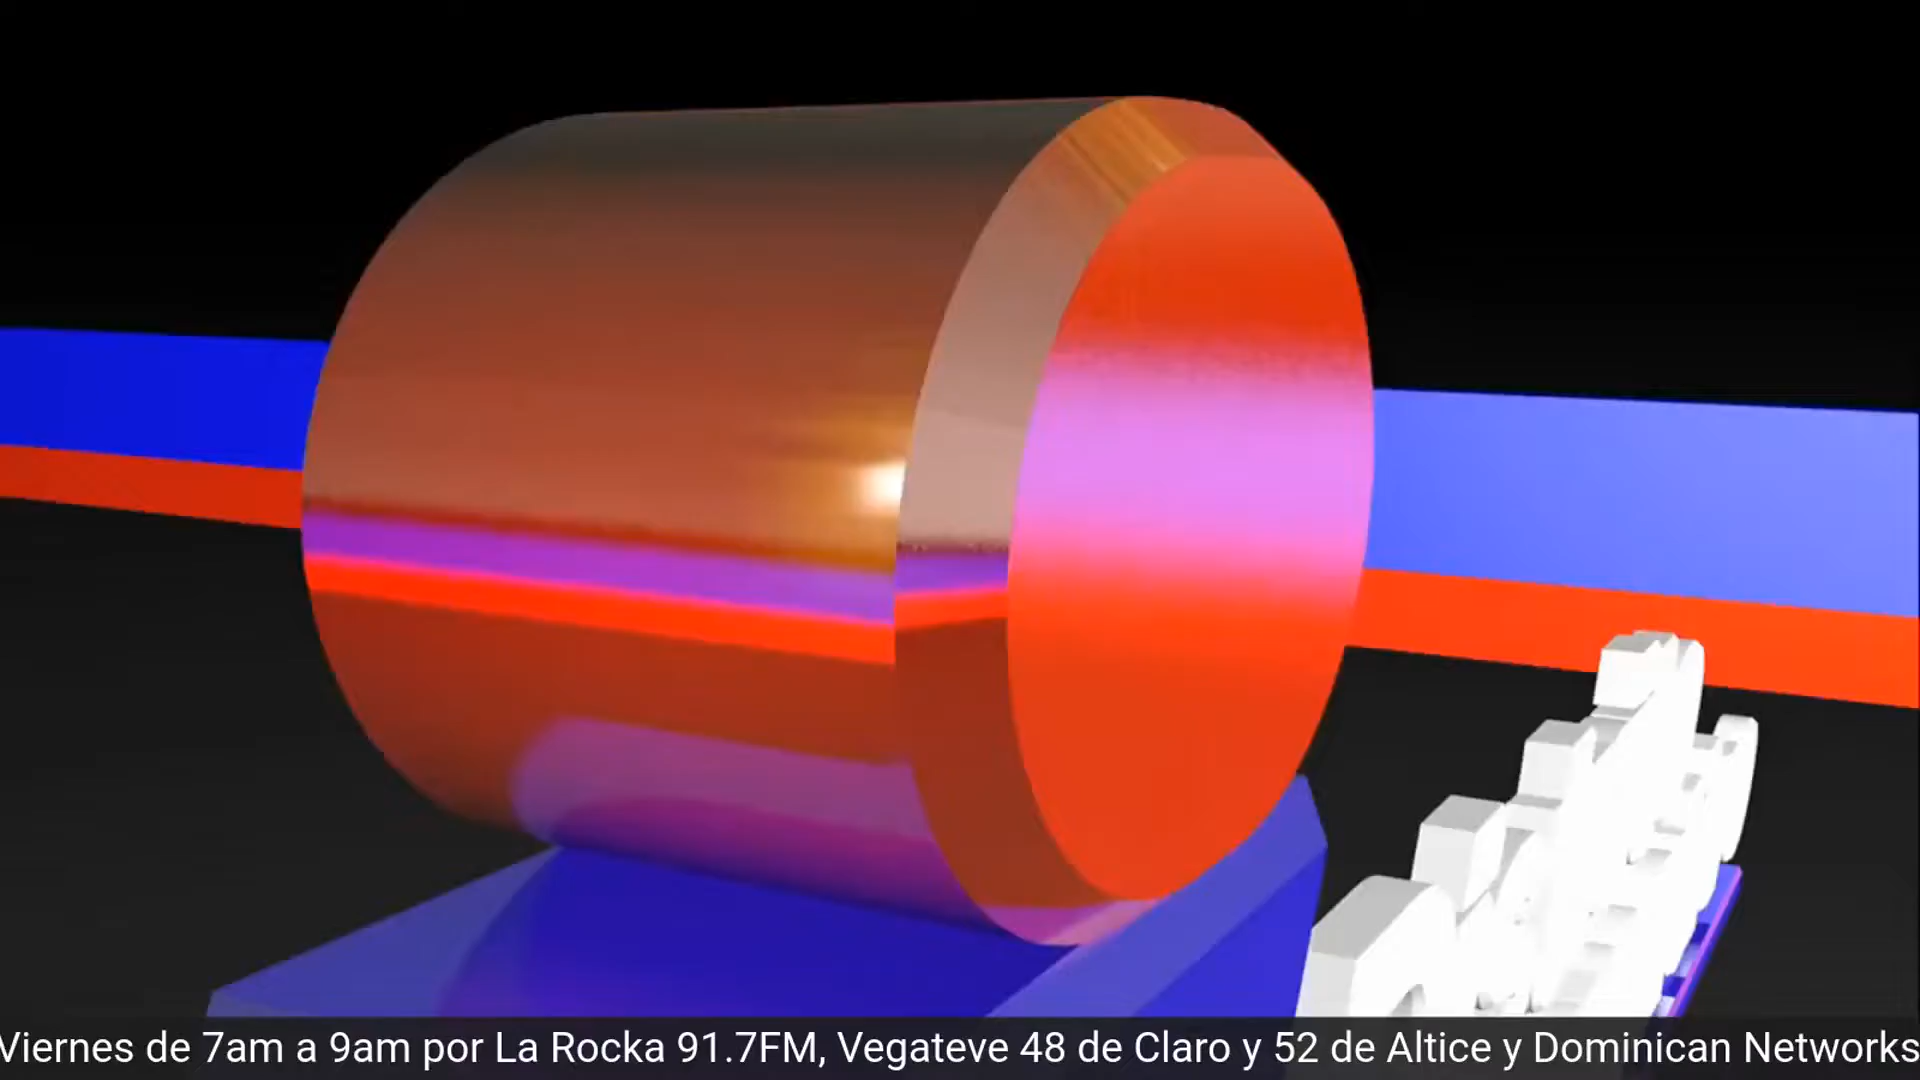 Viernes de 7am a 9am por La Rocka 91.7FM, Vegateve 48 de Claro y 52 de Altice y Dominican Networks